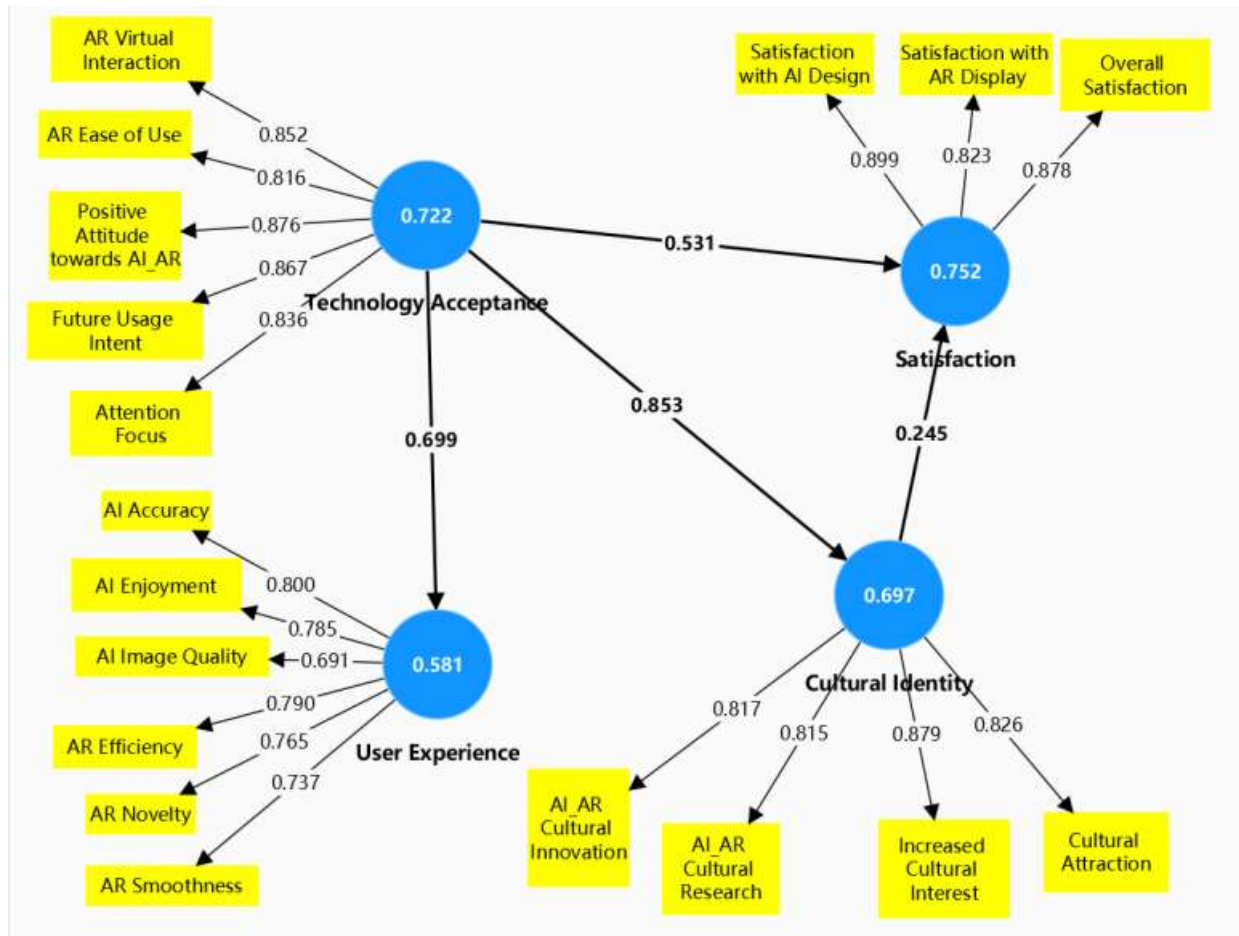 AR Virtual
Interaction
AR Ease of Use
Positive
Attitude
towards AI_AR
Future Usage
Intent
Attention
Focus
0.852
0.816
0.876
0.867
0.836
0.722
Technology Acceptance
Satisfaction
with AI Design
Satisfaction with
AR Display
Overall
Satisfaction
0.899
0.823
0.878
0.752
Satisfaction
0.531
0.853
0.699
0.245
AI Accuracy
AI Enjoyment
AI Image Quality
AR Efficiency
AR Novelty
AR Smoothness
0.800
0.785
0.691
0.790
0.765
0.737
0.581
User Experience
0.697
Cultural Identity
0.817
0.815
0.879
0.826
AI_AR
Cultural
Innovation
AI_AR
Cultural
Research
Increased
Cultural
Interest
Cultural
Attraction